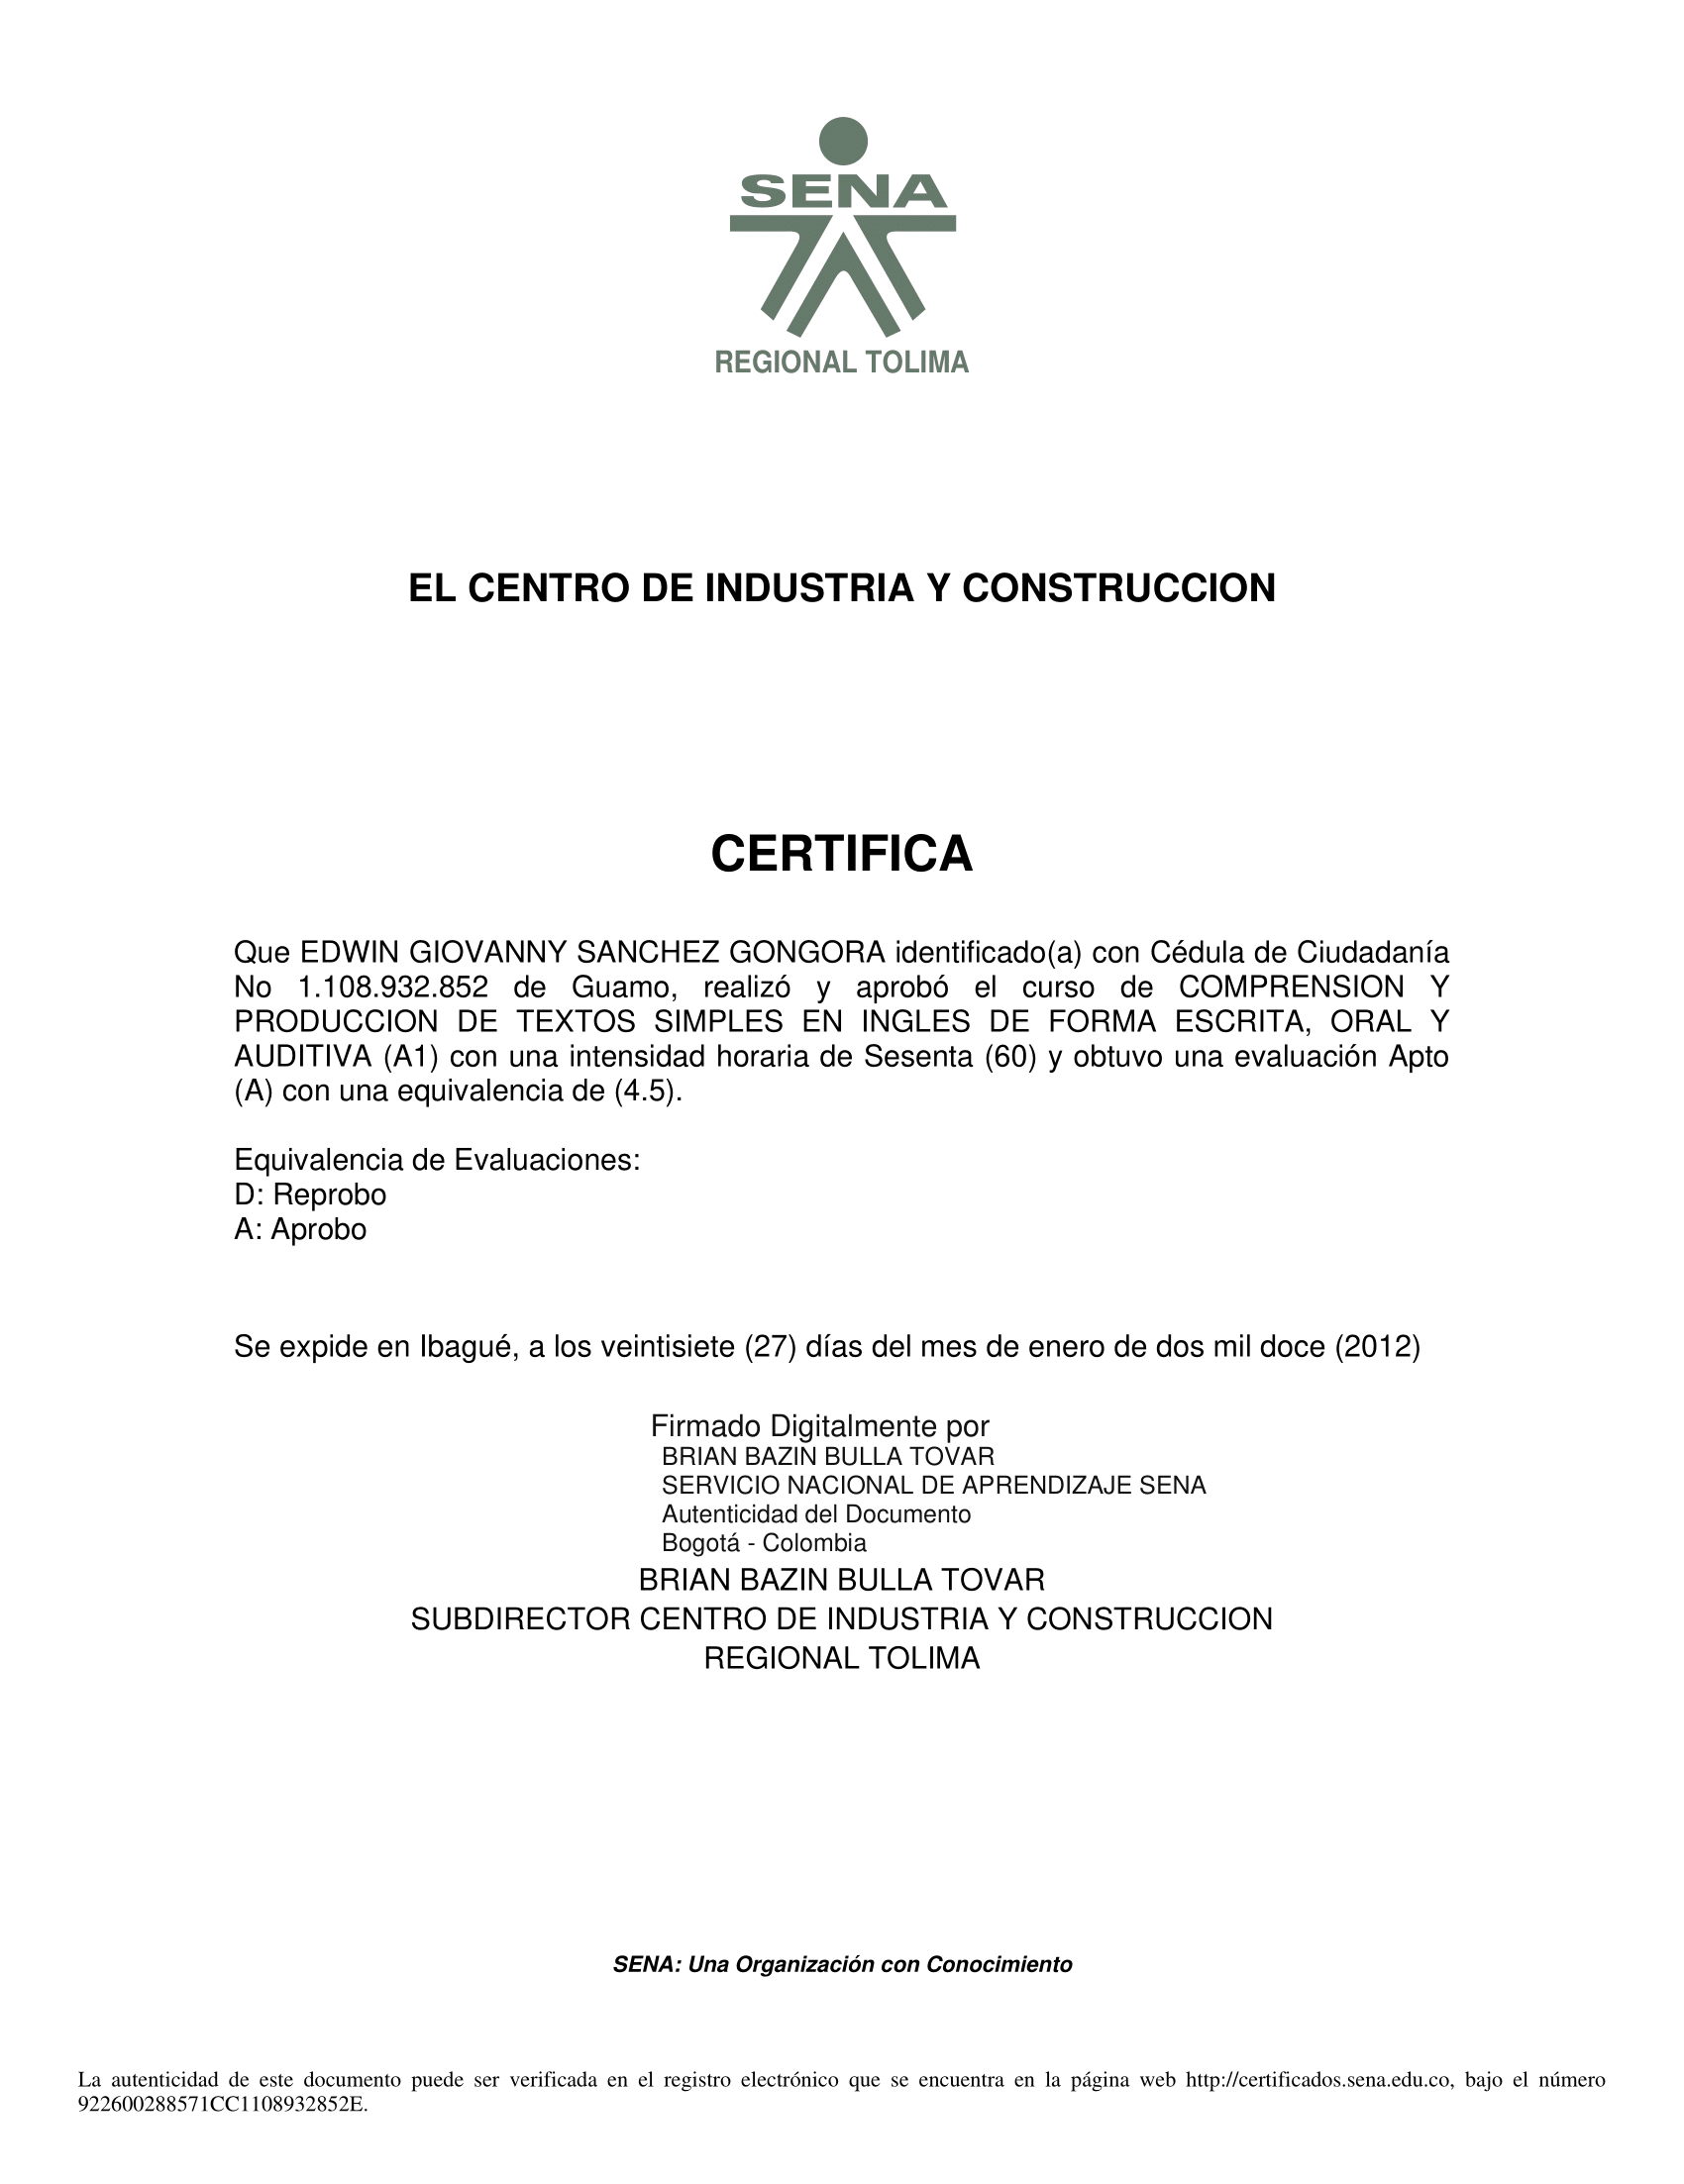 SENA
REGIONAL TOLIMA
EL CENTRO DE INDUSTRIA Y CONSTRUCCION
CERTIFICA
Que EDWIN GIOVANNY SANCHEZ GONGORA identificado(a) con Cédula de Ciudadanía
No 1.108.932.852 de Guamo, realizó y aprobó el curso de COMPRENSION Y
PRODUCCION DE TEXTOS SIMPLES EN INGLES DE FORMA ESCRITA, ORAL Y
AUDITIVA (A1) con una intensidad horaria de Sesenta (60) y obtuvo una evaluación Apto
(A) con una equivalencia de (4.5).
Equivalencia de Evaluaciones:
D: Reprobo
A: Aprobo
Se expide en Ibagué, a los veintisiete (27) días del mes de enero de dos mil doce (2012)
Firmado Digitalmente por
BRIAN BAZIN BULLA TOVAR
SERVICIO NACIONAL DE APRENDIZAJE SENA
Autenticidad del Documento
Bogotá - Colombia
BRIAN BAZIN BULLA TOVAR
SUBDIRECTOR CENTRO DE INDUSTRIA Y CONSTRUCCION
REGIONAL TOLIMA
SENA: Una Organización con Conocimiento
La autenticidad de este documento puede ser verificada en el registro electrónico que se encuentra en la página web http://certificados.sena.edu.co, bajo el número
922600288571CC1108932852E.